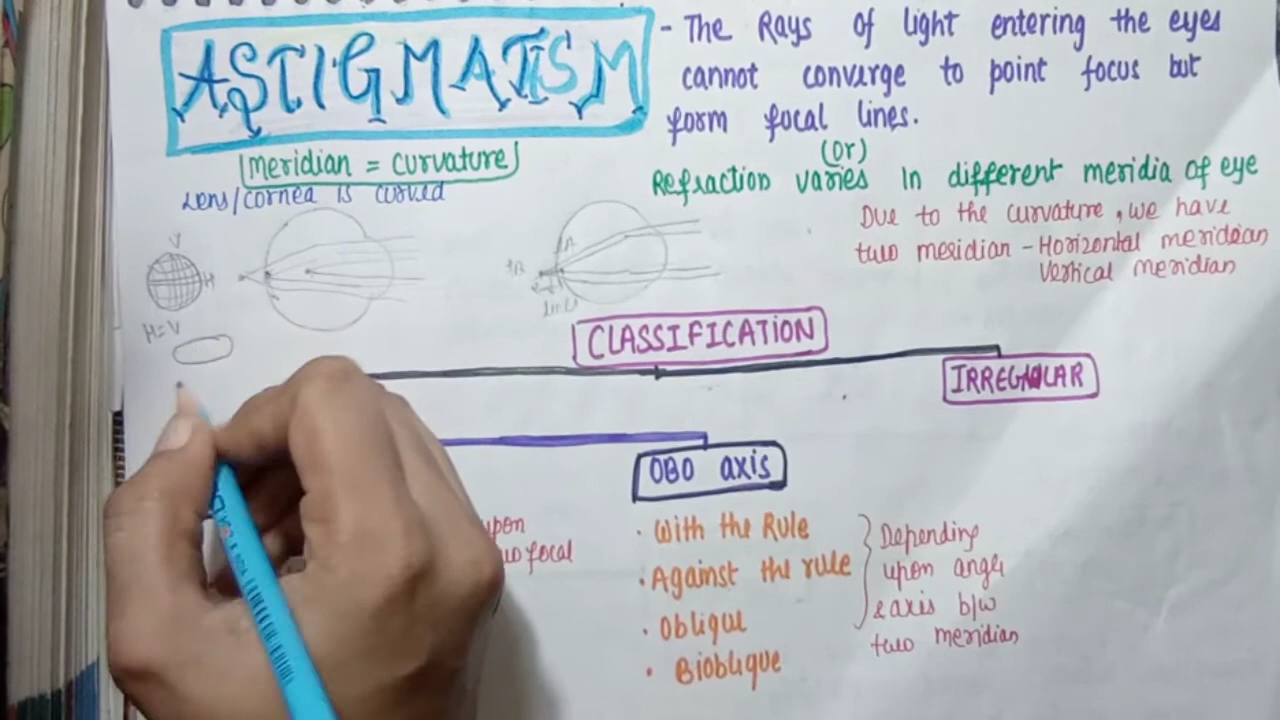 ASTIGMATISM
- The Rays of light entering the eyes
cannot converge to point focus but
form focal lines.
(or)
Refraction varies In different meridia of eye
meridian = curvature
Lens/cornea is curved
Due to the curvature, we have
two meridian - Horizontal meridian
Vertical meridian
V
H
H=V
CLASSIFICATION
IRREGULAR
OBO axis
upon
two focal
· With the Rule
· Against the rule
· Oblique
· Bioblique
Depending
upon angle
& axis b/w
two meridian